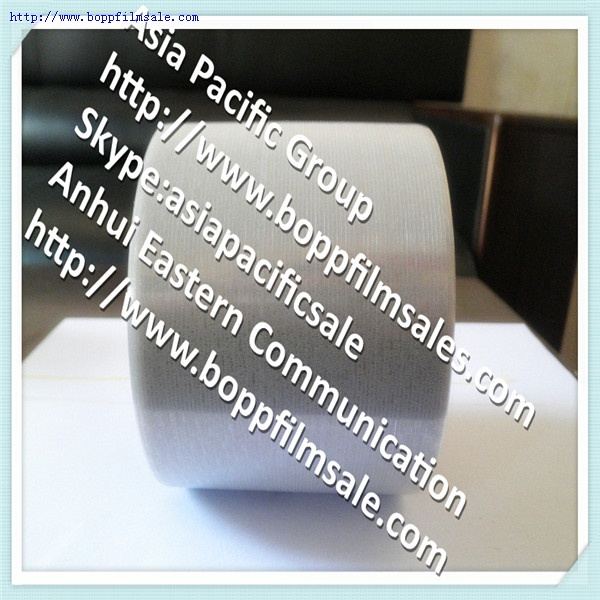 http://www.boppfilmsale.com
Asia Pacific Group
http://www.boppfilmsales.com
Skype:asiapacificsale
Anhui Eastern Communication
http://www.boppfilmsale.com